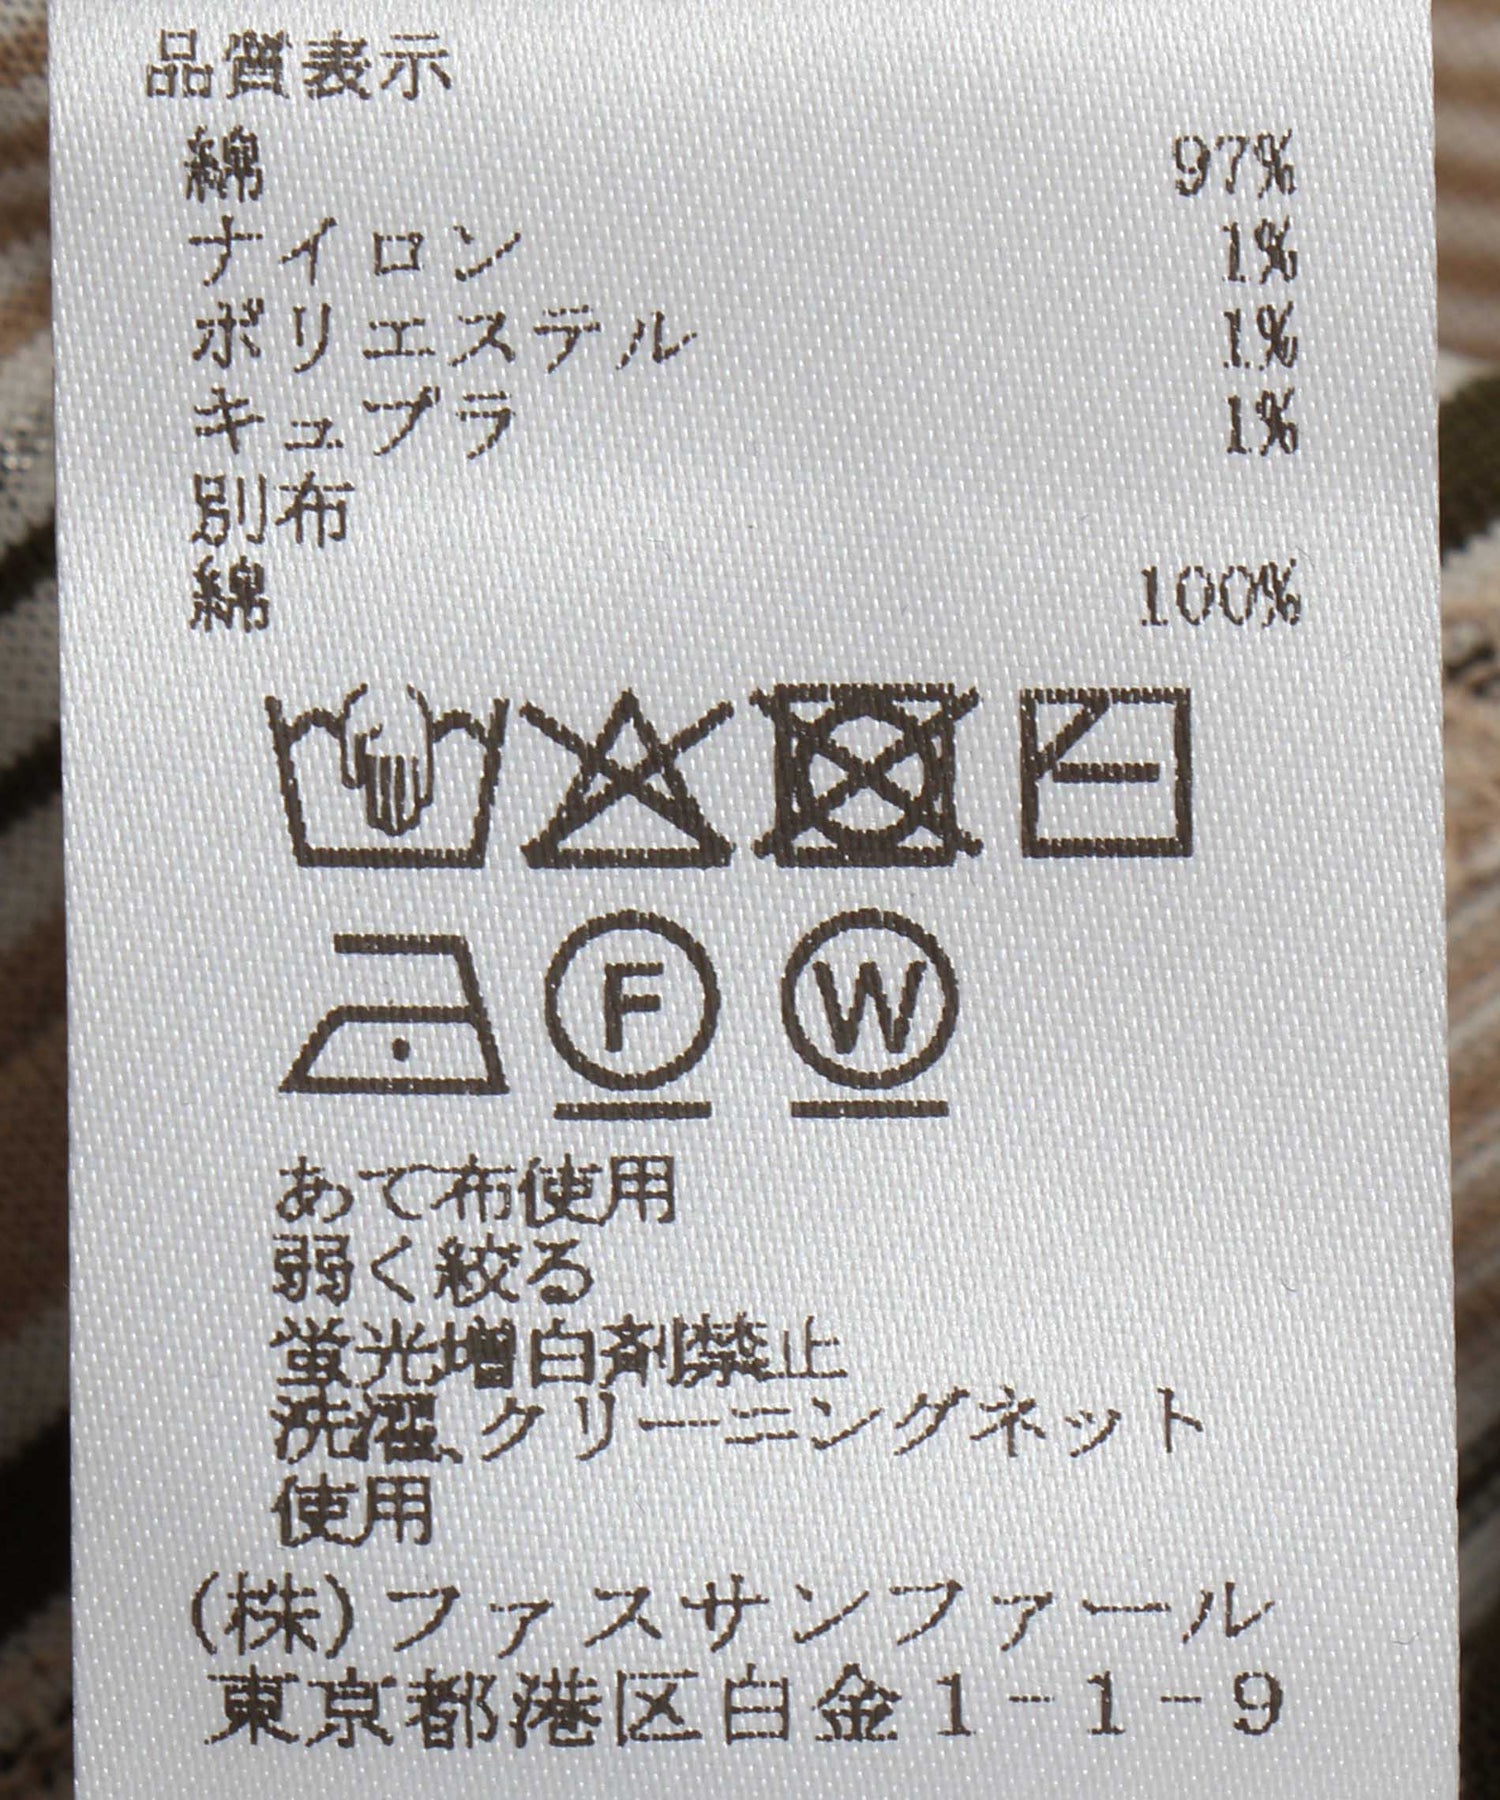 品質表示
綿 97%
ナイロン 1%
ポリエステル 1%
キュプラ 1%
別布
綿 100%
F W
あて布使用
弱く絞る
蛍光増白剤禁止
洗濯、クリーニングネット
使用
(株)ファスサンファール
東京都港区白金1-1-9